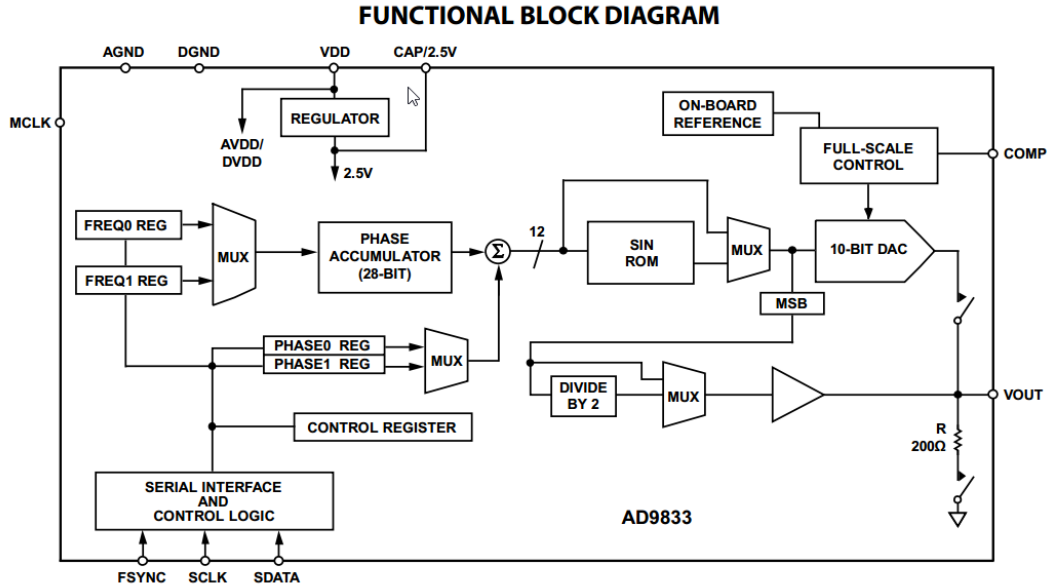 FUNCTIONAL BLOCK DIAGRAM
AGND
DGND
VDD
CAP/2.5V
MCLK
REGULATOR
AVDD/
DVDD
2.5V
ON-BOARD
REFERENCE
FULL-SCALE
CONTROL
COMP
FREQ0 REG
FREQ1 REG
MUX
PHASE
ACCUMULATOR
(28-BIT)
Σ
12
SIN
ROM
MUX
10-BIT DAC
MSB
PHASE0 REG
PHASE1 REG
MUX
DIVIDE
BY 2
MUX
VOUT
R
200Ω
CONTROL REGISTER
SERIAL INTERFACE
AND
CONTROL LOGIC
AD9833
FSYNC
SCLK
SDATA